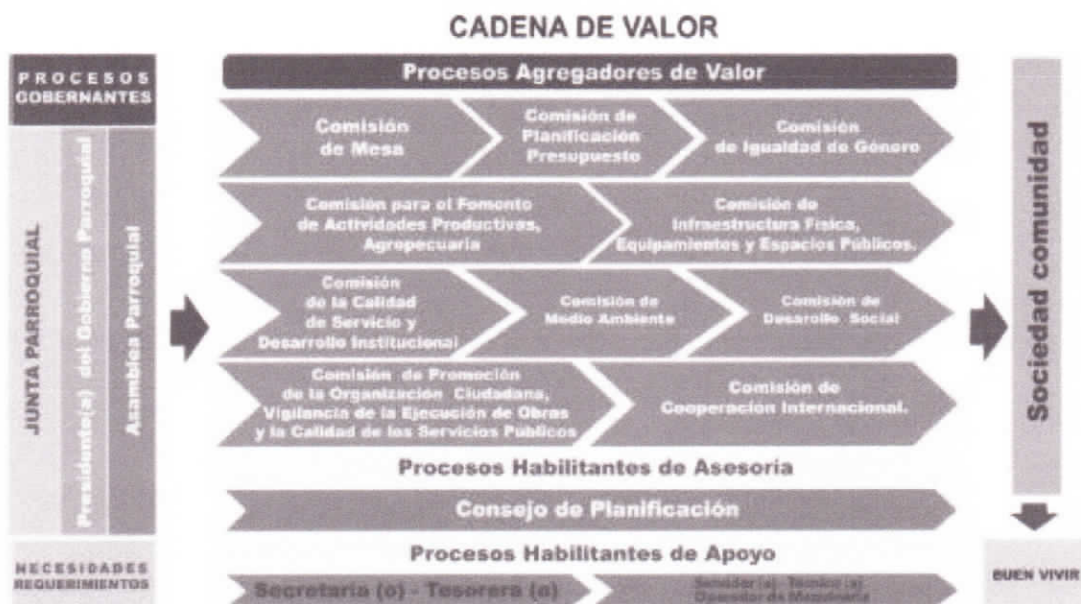 CADENA DE VALOR
PROCESOS
GOBERNANTES
JUNTA PARROQUIAL
Presidente(a) del Gobierno Parroquial
Asamblea Parroquial
NECESIDADES
REQUERIMIENTOS
Procesos Agregadores de Valor
Comisión
de Mesa
Comisión de
Planificación
Presupuesto
Comisión
de Igualdad de Género
Comisión para el Fomento
de Actividades Productivas,
Agropecuaria
Comisión de
Infraestructura Física,
Equipamientos y Espacios Públicos.
Comisión
de la Calidad
de Servicio y
Desarrollo Institucional
Comisión de
Medio Ambiente
Comisión de
Desarrollo Social
Comisión de Promoción
de la Organización Ciudadana,
Vigilancia de la Ejecución de Obras
y la Calidad de los Servicios Públicos
Comisión de
Cooperación Internacional.
Procesos Habilitantes de Asesoría
Consejo de Planificación
Procesos Habilitantes de Apoyo
Secretaria (o) - Tesorera (o)
Servidor (a) - Técnico (a)
Operador de Maquinaria
Sociedad comunidad
BUEN VIVIR